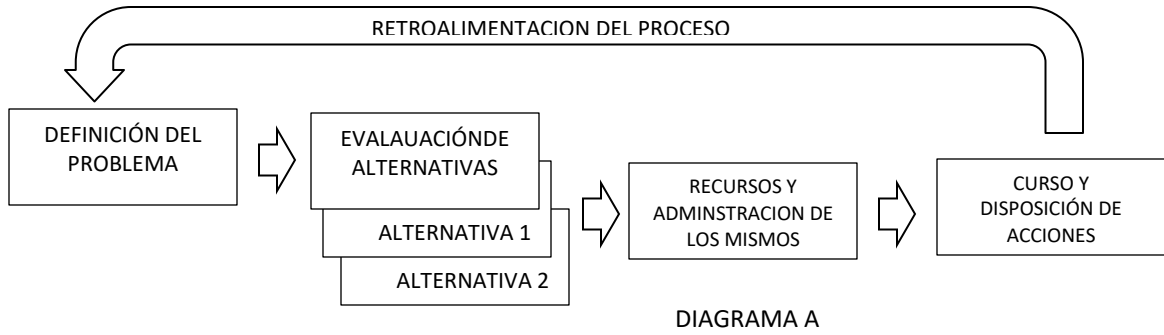 RETROALIMENTACION DEL PROCESO
DEFINICIÓN DEL
PROBLEMA
EVALAUACIÓNDE
ALTERNATIVAS
ALTERNATIVA 1
ALTERNATIVA 2
RECURSOS Y
ADMINSTRACION DE
LOS MISMOS
CURSO Y
DISPOSICIÓN DE
ACCIONES
DIAGRAMA A